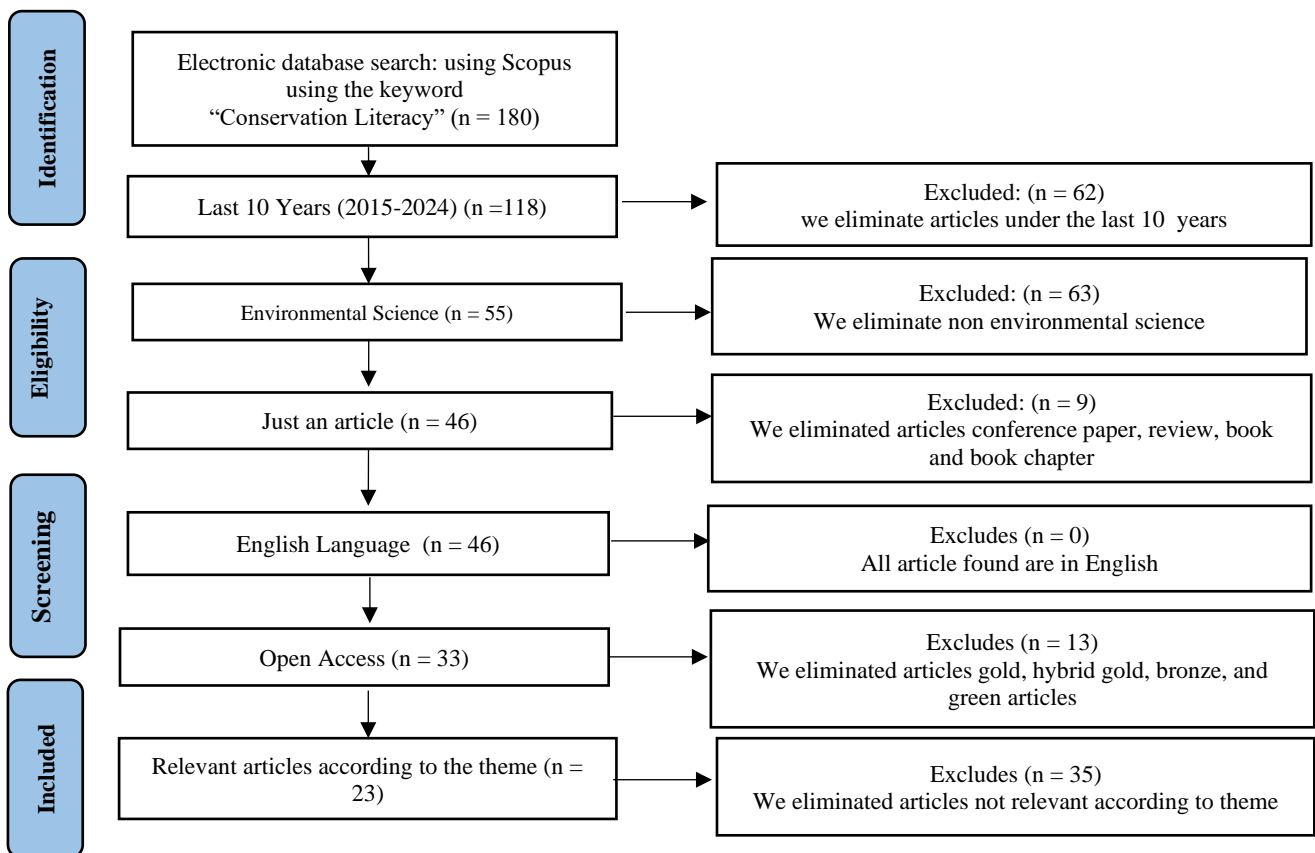 Identification
Electronic database search: using Scopus
using the keyword
“Conservation Literacy” (n = 180)
Last 10 Years (2015-2024) (n =118)
Excluded: (n = 62)
we eliminate articles under the last 10 years
Eligibility
Environmental Science (n = 55)
Excluded: (n = 63)
We eliminate non environmental science
Just an article (n = 46)
Excluded: (n = 9)
We eliminated articles conference paper, review, book
and book chapter
Screening
English Language (n = 46)
Excludes (n = 0)
All article found are in English
Open Access (n = 33)
Excludes (n = 13)
We eliminated articles gold, hybrid gold, bronze, and
green articles
Included
Relevant articles according to the theme (n =
23)
Excludes (n = 35)
We eliminated articles not relevant according to theme